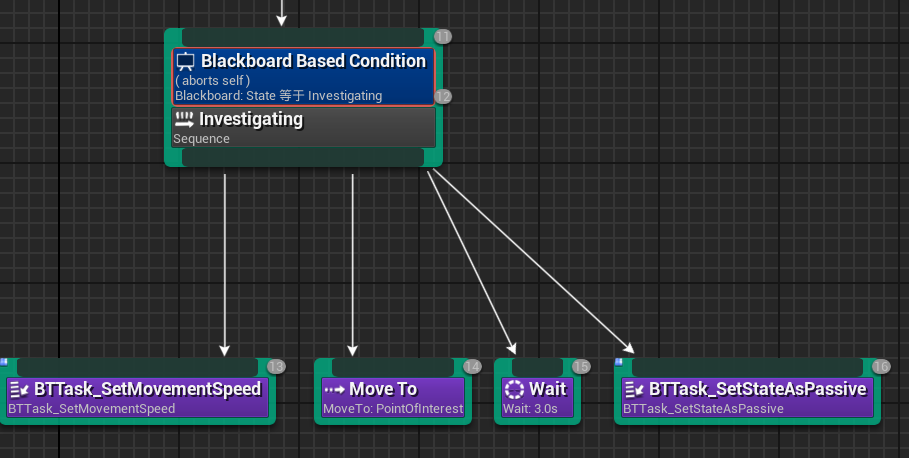 11
Blackboard Based Condition
( aborts self )
Blackboard: State 等于 Investigating
12
Investigating
Sequence
13
BTTask_SetMovementSpeed
BTTask_SetMovementSpeed
14
Move To
MoveTo: PointOfInterest
15
Wait
Wait: 3.0s
16
BTTask_SetStateAsPassive
BTTask_SetStateAsPassive